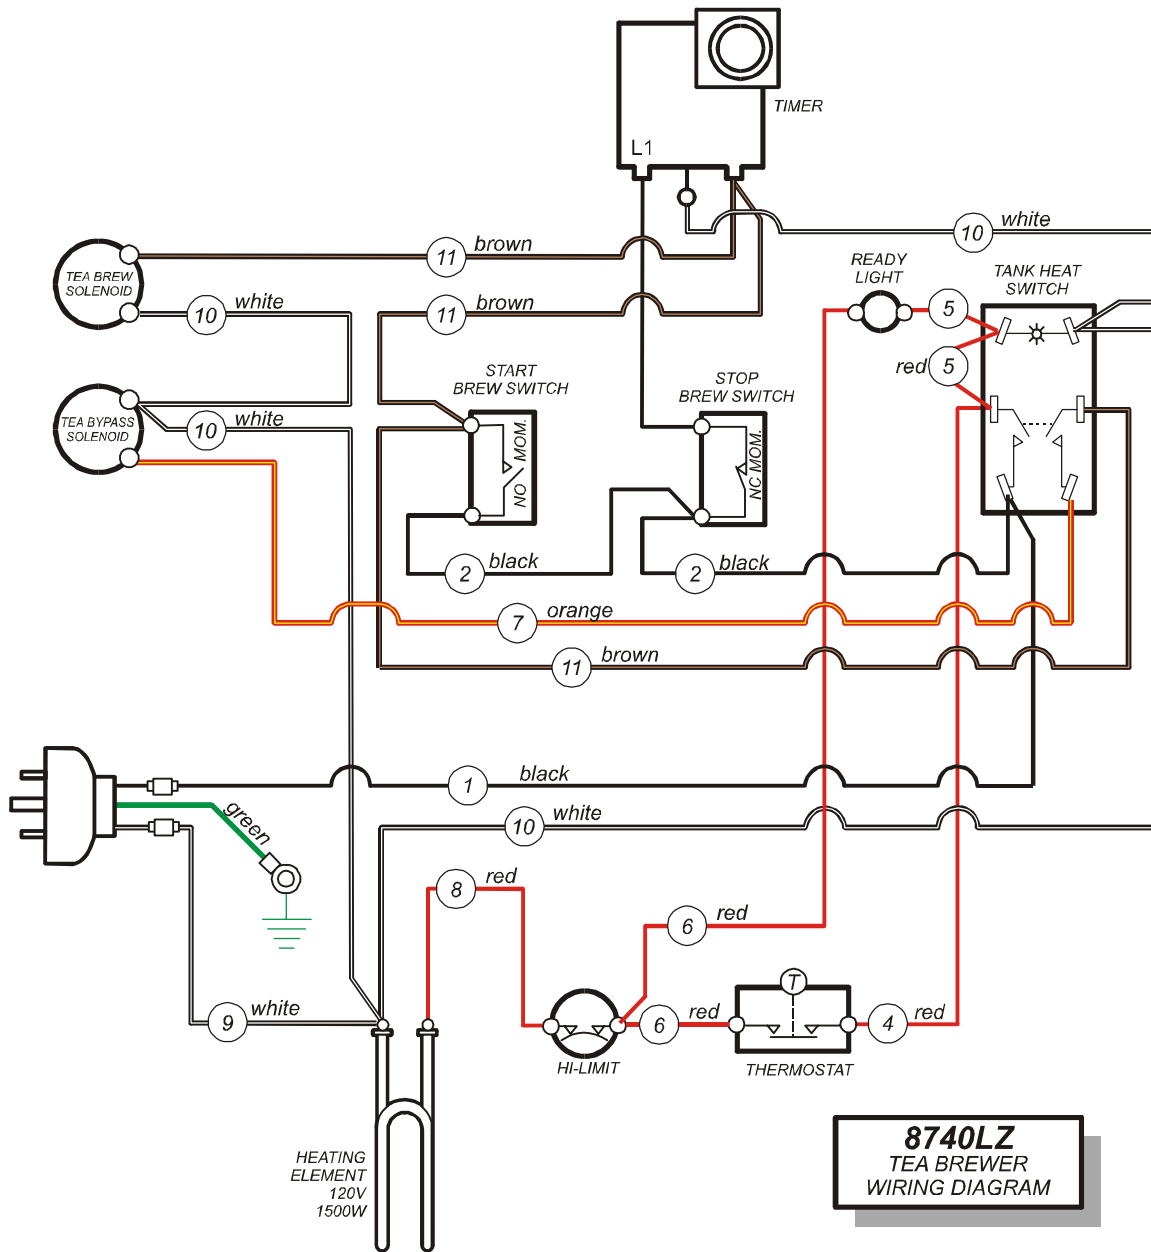 TIMER
L1
white
10
brown
11
READY
LIGHT
TANK HEAT
SWITCH
TEA BREW
SOLENOID
white
10
brown
11
5
red 5
START
BREW SWITCH
STOP
BREW SWITCH
TEA BYPASS
SOLENOID
white
10
NO MOM.
NC MOM.
black
2
black
2
orange
7
brown
11
black
1
green
white
10
red
8
red
6
T
white
9
red
6
red
4
HI-LIMIT
THERMOSTAT
HEATING
ELEMENT
120V
1500W
8740LZ
TEA BREWER
WIRING DIAGRAM